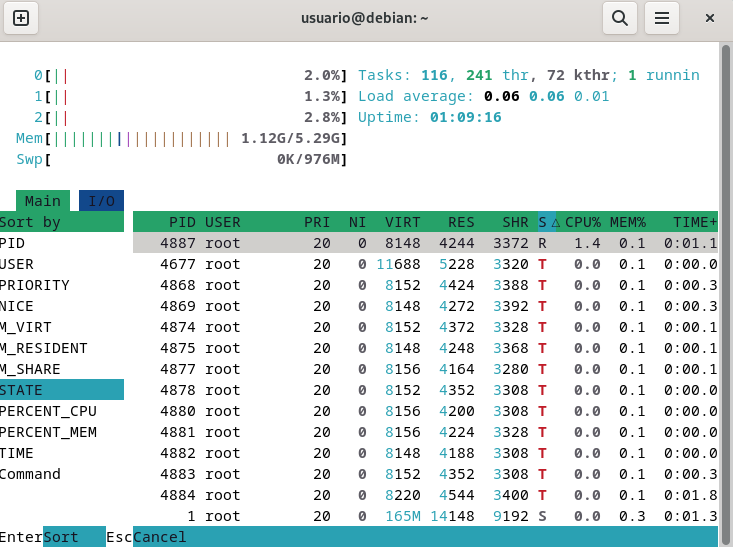 usuario@debian: ~
0[|| 2.0%] Tasks: 116, 241 thr, 72 kthr; 1 runnin
1[|| 1.3%] Load average: 0.06 0.06 0.01
2[|| 2.8%] Uptime: 01:09:16
Mem[|||||||||||||||||||| 1.12G/5.29G]
Swp[ 0K/976M]
Main I/O
Sort by PID USER PRI NI VIRT RES SHR S△CPU% MEM% TIME+
PID 4887 root 20 0 8148 4244 3372 R 1.4 0.1 0:01.1
USER 4677 root 20 0 11688 5228 3320 T 0.0 0.1 0:00.0
PRIORITY 4868 root 20 0 8152 4424 3388 T 0.0 0.1 0:00.3
NICE 4869 root 20 0 8148 4272 3392 T 0.0 0.1 0:00.3
M_VIRT 4874 root 20 0 8152 4372 3328 T 0.0 0.1 0:00.1
M_RESIDENT 4875 root 20 0 8148 4248 3368 T 0.0 0.1 0:00.1
M_SHARE 4877 root 20 0 8156 4164 3280 T 0.0 0.1 0:00.1
STATE 4878 root 20 0 8152 4352 3308 T 0.0 0.1 0:00.0
PERCENT_CPU 4880 root 20 0 8156 4200 3308 T 0.0 0.1 0:00.0
PERCENT_MEM 4881 root 20 0 8156 4224 3328 T 0.0 0.1 0:00.0
TIME 4882 root 20 0 8148 4188 3308 T 0.0 0.1 0:00.0
Command 4883 root 20 0 8152 4352 3308 T 0.0 0.1 0:00.3
4884 root 20 0 8220 4544 3400 T 0.0 0.1 0:01.8
1 root 20 0 165M 14148 9192 S 0.0 0.3 0:01.3
EnterSort EscCancel